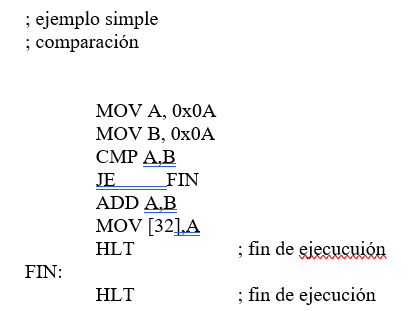 ; ejemplo simple
; comparación
MOV A, 0x0A
MOV B, 0x0A
CMP A,B
JE FIN
ADD A,B
MOV [32],A
HLT ; fin de ejecucuión
FIN:
HLT ; fin de ejecución